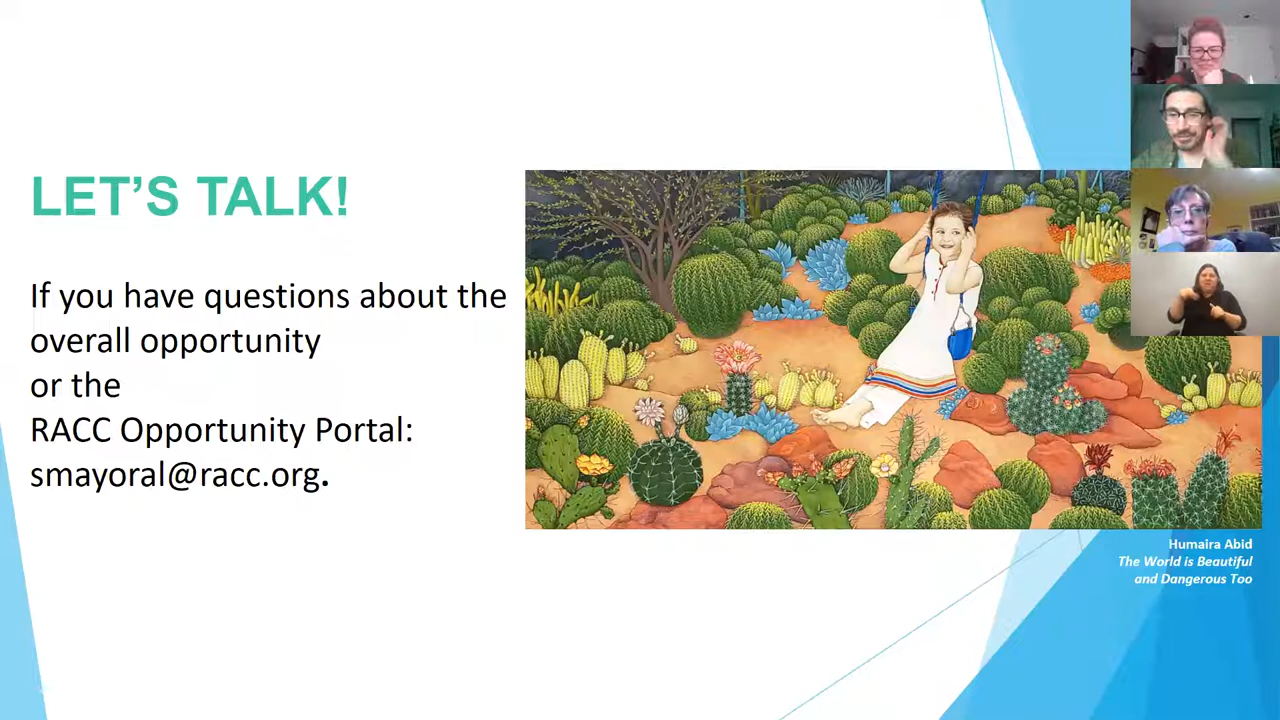 LET’S TALK!
If you have questions about the
overall opportunity
or the
RACC Opportunity Portal:
smayoral@racc.org.
Humaira Abid
The World is Beautiful
and Dangerous Too